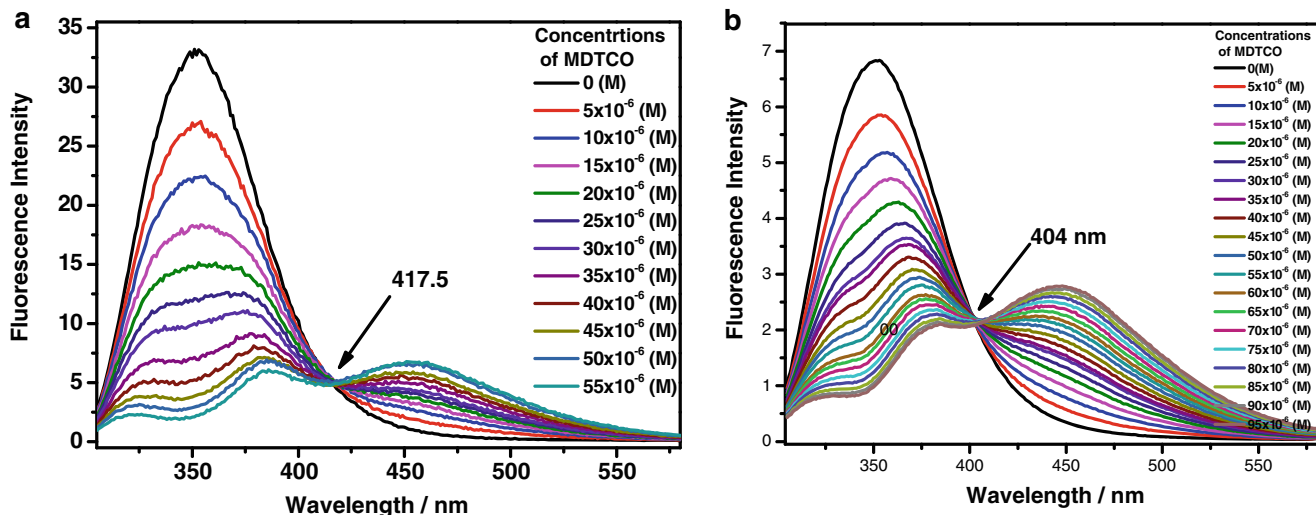 a
Fluorescence Intensity
35
30
25
20
15
10
5
0
350
400
450
500
550
Wavelength / nm
417.5
Concentrtions
of MDTCO
0 (M)
5x10⁻⁶ (M)
10x10⁻⁶ (M)
15x10⁻⁶ (M)
20x10⁻⁶ (M)
25x10⁻⁶ (M)
30x10⁻⁶ (M)
35x10⁻⁶ (M)
40x10⁻⁶ (M)
45x10⁻⁶ (M)
50x10⁻⁶ (M)
55x10⁻⁶ (M)
b
Fluorescence Intensity
7
6
5
4
3
2
1
0
350
400
450
500
550
Wavelength / nm
404 nm
00
Concentrations
of MDTCO
0(M)
5x10⁻⁶ (M)
10x10⁻⁶ (M)
15x10⁻⁶ (M)
20x10⁻⁶ (M)
25x10⁻⁶ (M)
30x10⁻⁶ (M)
35x10⁻⁶ (M)
40x10⁻⁶ (M)
45x10⁻⁶ (M)
50x10⁻⁶ (M)
55x10⁻⁶ (M)
60x10⁻⁶ (M)
65x10⁻⁶ (M)
70x10⁻⁶ (M)
75x10⁻⁶ (M)
80x10⁻⁶ (M)
85x10⁻⁶ (M)
90x10⁻⁶ (M)
95x10⁻⁶ (M)